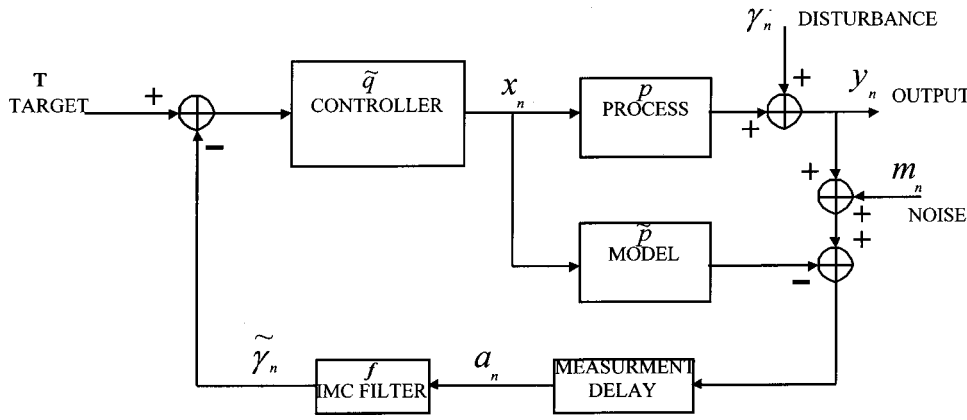 γn DISTURBANCE
T
TARGET
+
−
q̃
CONTROLLER
xn
p
PROCESS
+
+
yn OUTPUT
+
mn
NOISE
+
+
p̃
MODEL
−
γ̃n
f
IMC FILTER
an
MEASURMENT
DELAY